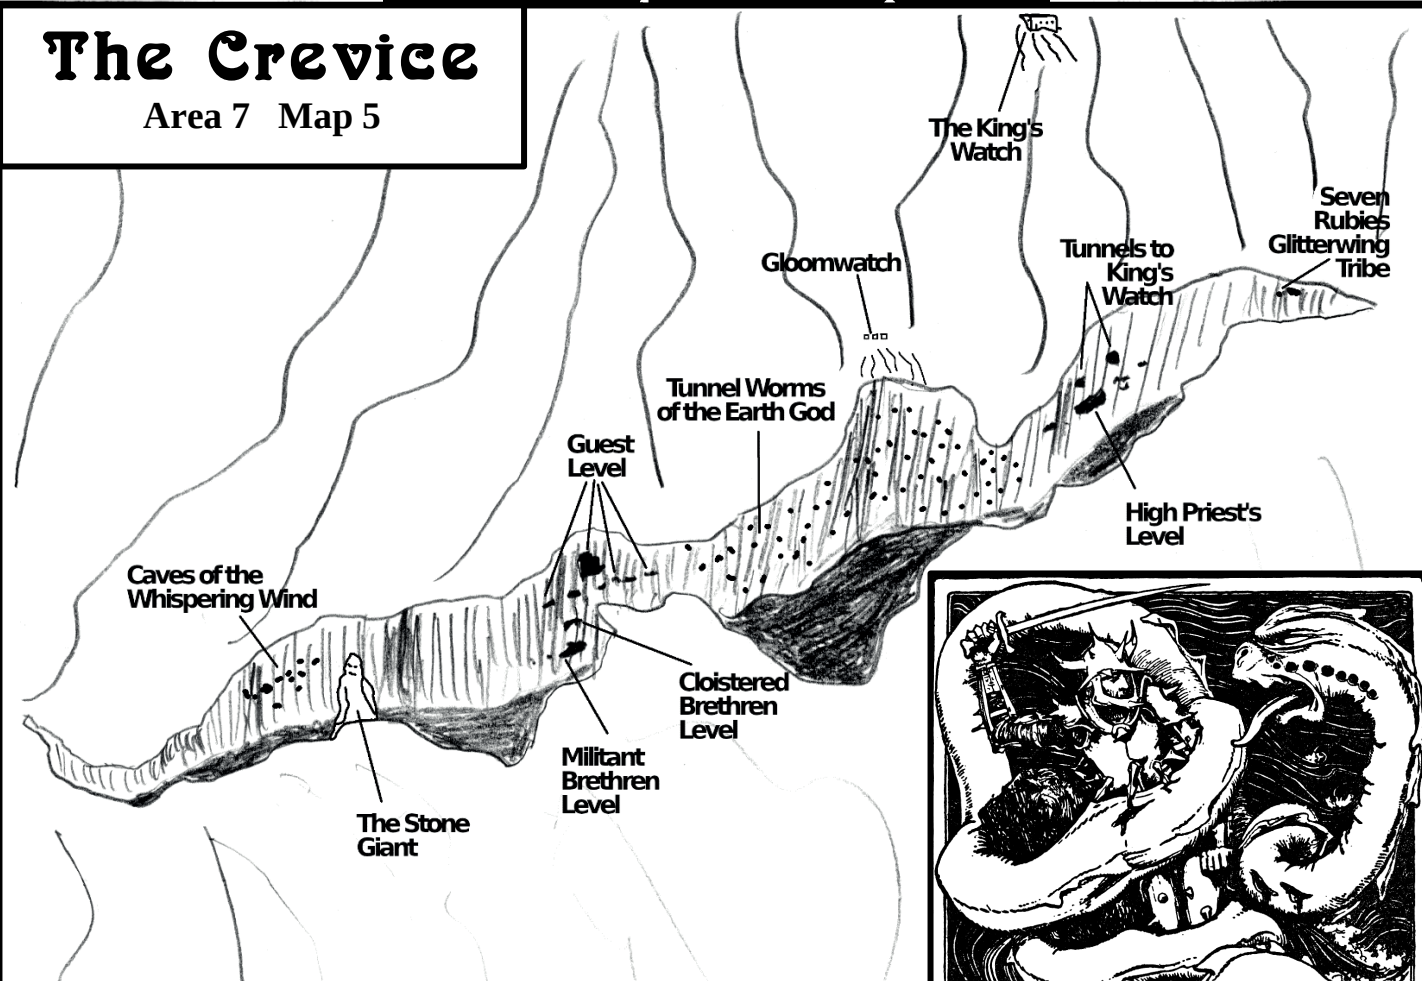 The Crevice
Area 7 Map 5
The King's
Watch
Seven
Rubies
Glitterwing
Tribe
Tunnels to
King's
Watch
Gloomwatch
Tunnel Worms
of the Earth God
Guest
Level
High Priest's
Level
Caves of the
Whispering Wind
Cloistered
Brethren
Level
Militant
Brethren
Level
The Stone
Giant